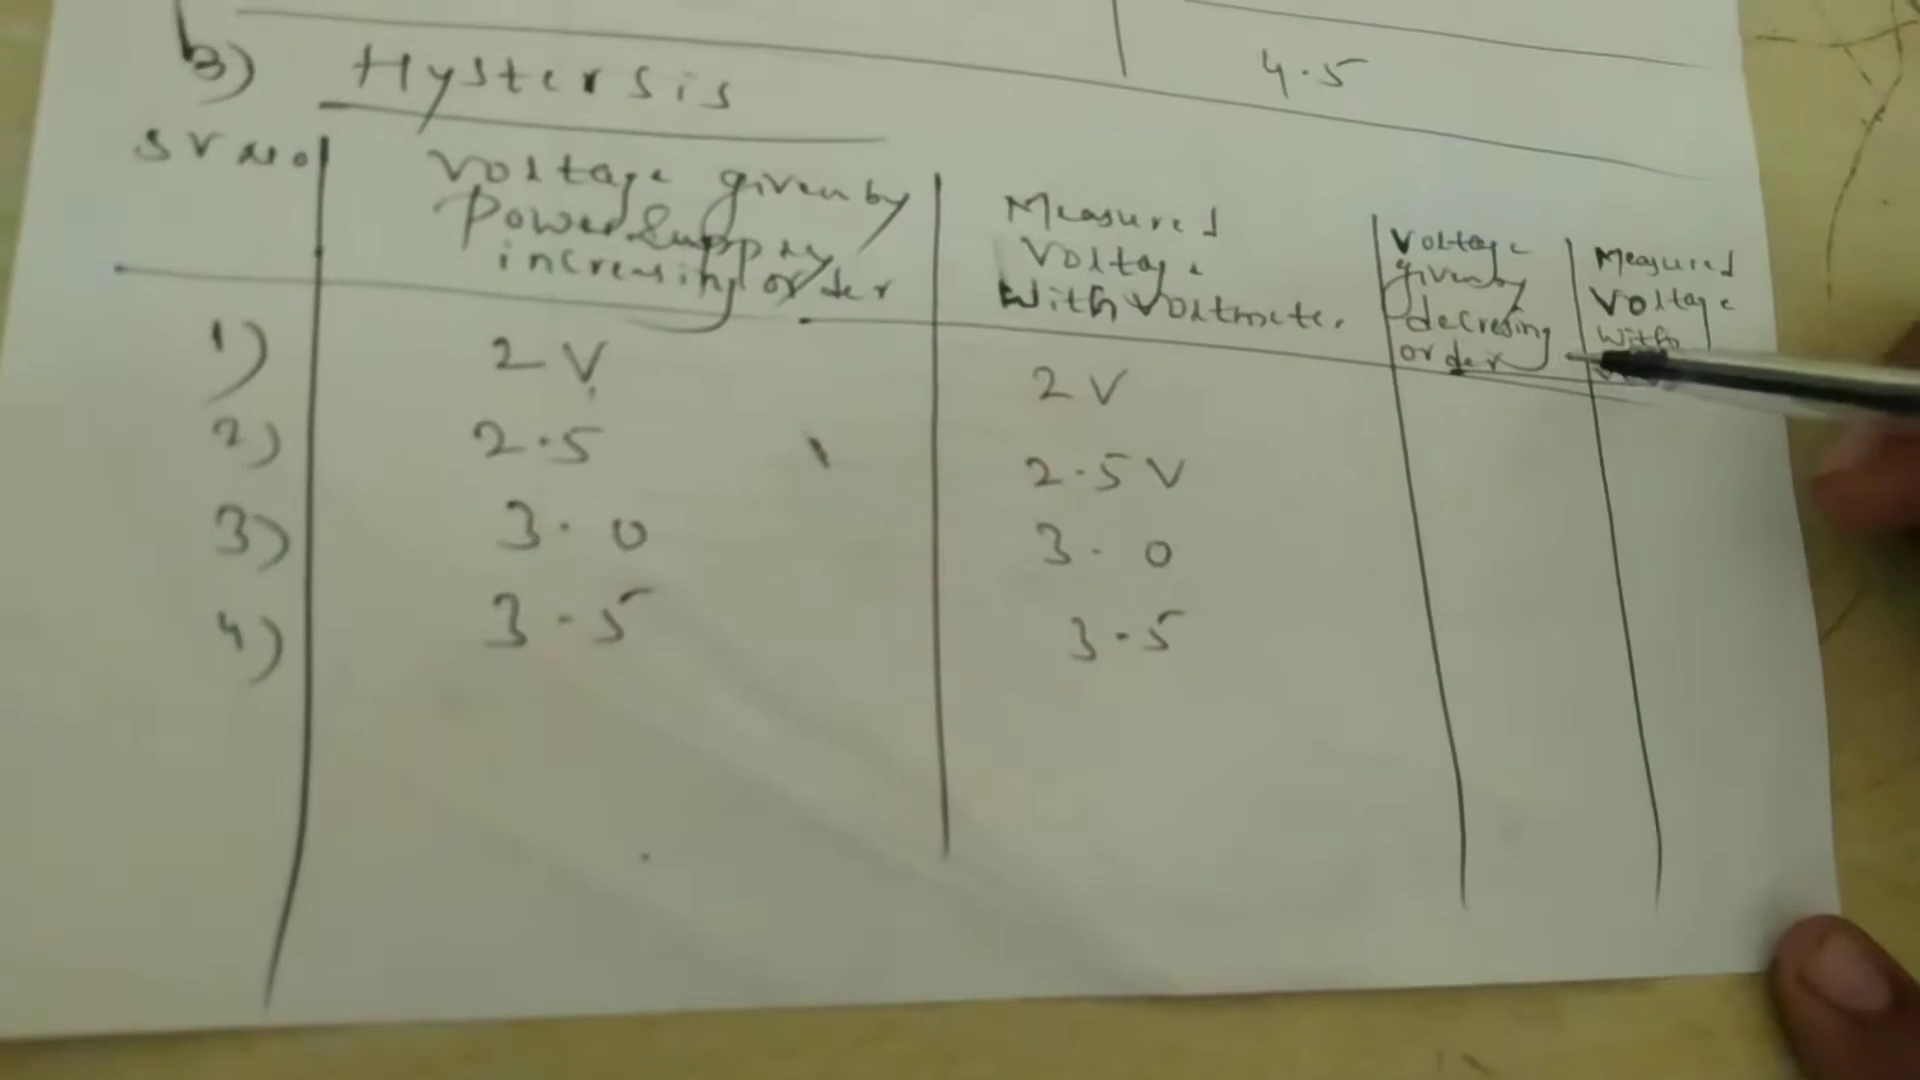 4.5
b) Hystersis
Sr No.
Voltage given by
Power Supply
increasing order
Measured
Voltage
With Voltmeter.
Voltage
given by
decresing
order
Measured
Voltage
With
1) 2 V 2 V
2) 2.5 2.5 V
3) 3.0 3.0
4) 3.5 3.5